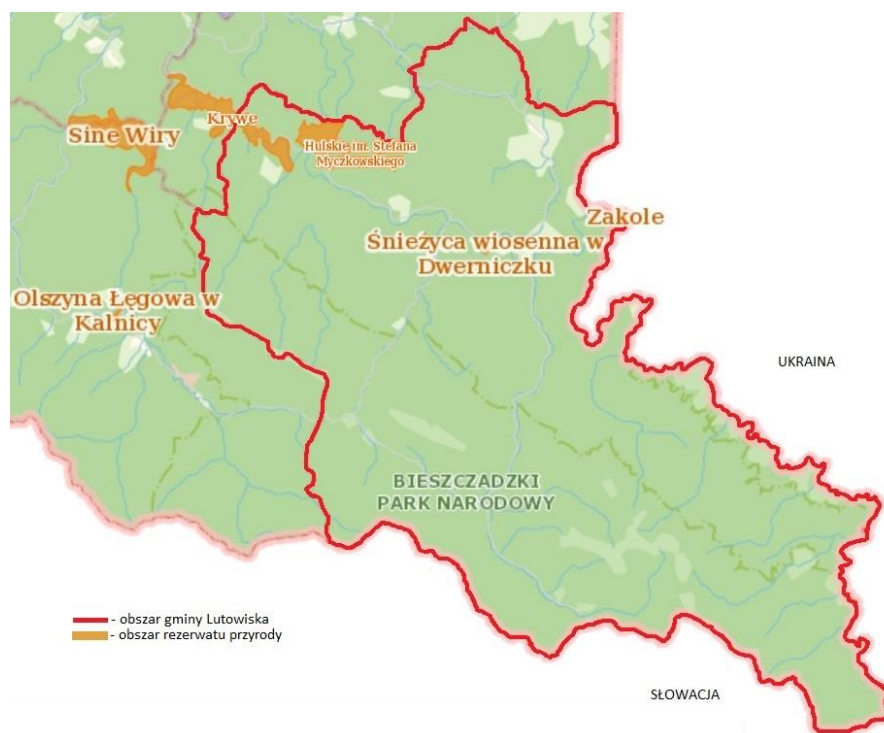 Sine Wiry
Krywe
Hulskie im. Stefana
Myczkowskiego
Zakole
Śnieżyca wiosenna w
Dwerniczku
Olszyna Łęgowa w
Kalnicy
UKRAINA
BIESZCZADZKI
PARK NARODOWY
- obszar gminy Lutowiska
- obszar rezerwatu przyrody
SŁOWACJA